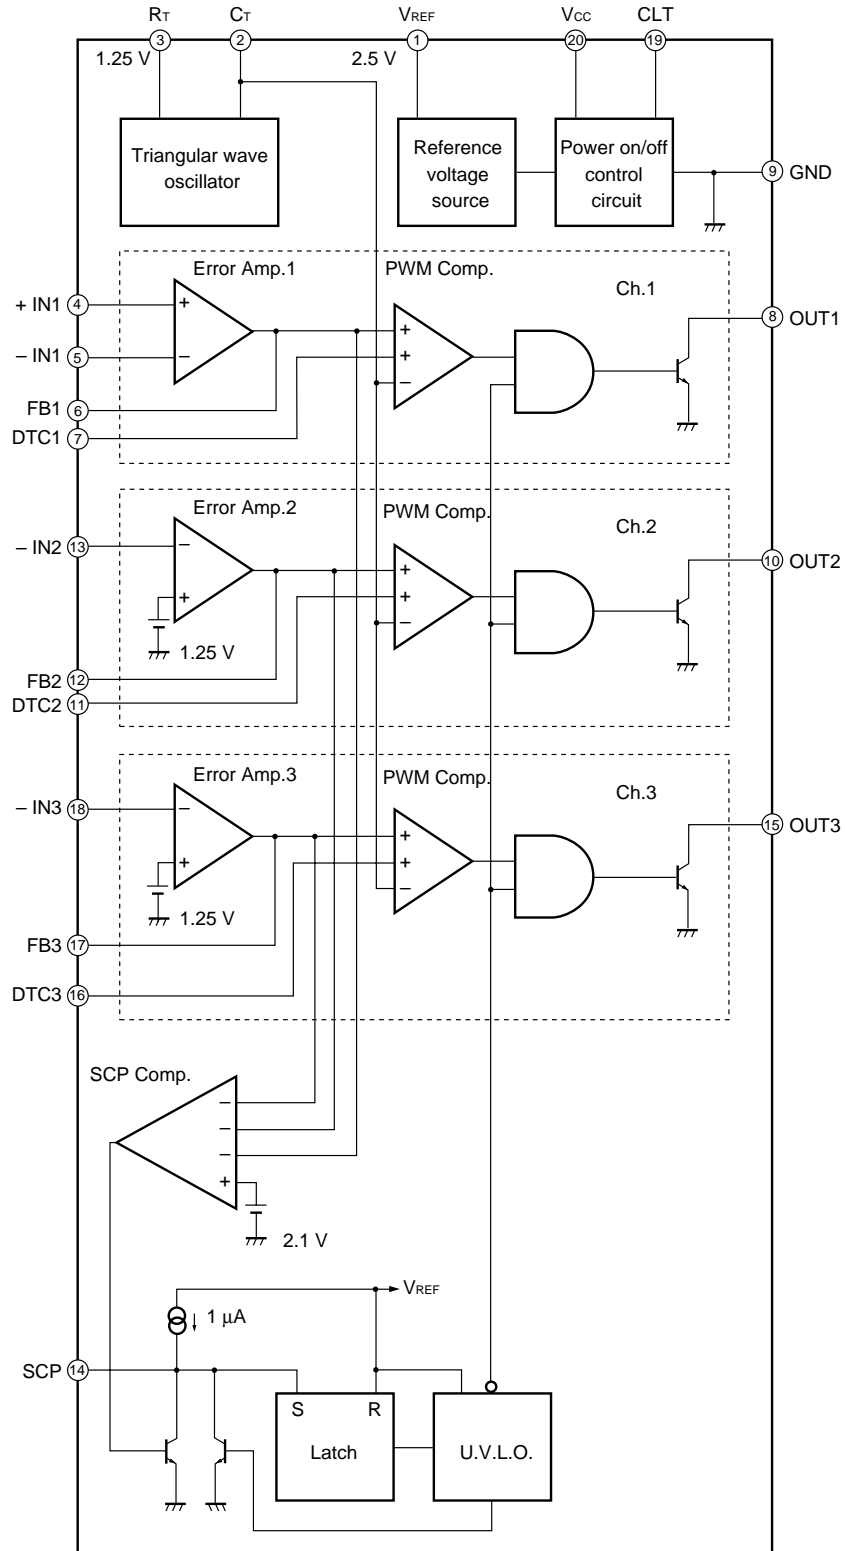 RT CT VREF VCC CLT
3 2 1 20 19
1.25 V 2.5 V
Triangular wave
oscillator
Reference
voltage
source
Power on/off
control
circuit
9 GND
Error Amp.1 PWM Comp.
Ch.1
+ IN1 4 + 8 OUT1
+
+
– IN1 5 –
–
FB1 6
DTC1 7
Error Amp.2 PWM Comp.
Ch.2
– IN2 13 – 10 OUT2
+
+ +
–
1.25 V
FB2 12
DTC2 11
Error Amp.3 PWM Comp.
Ch.3
– IN3 18 – 15 OUT3
+
+ +
–
1.25 V
FB3 17
DTC3 16
SCP Comp.
–
–
–
+
2.1 V
VREF
1 µA
SCP 14
S R
Latch U.V.L.O.